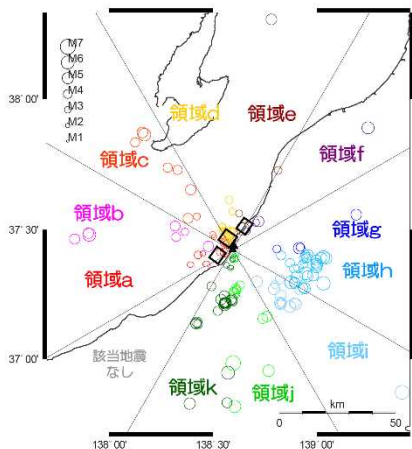 M7
M6
M5
M4
M3
M2
M1
38˚ 00'
37˚ 30'
37˚ 00'
領域d
領域e
領域c
領域f
領域b
領域g
領域a
領域h
該当地震
なし
領域i
領域k
領域j
km
0 50
138˚ 00' 138˚ 30' 139˚ 00'